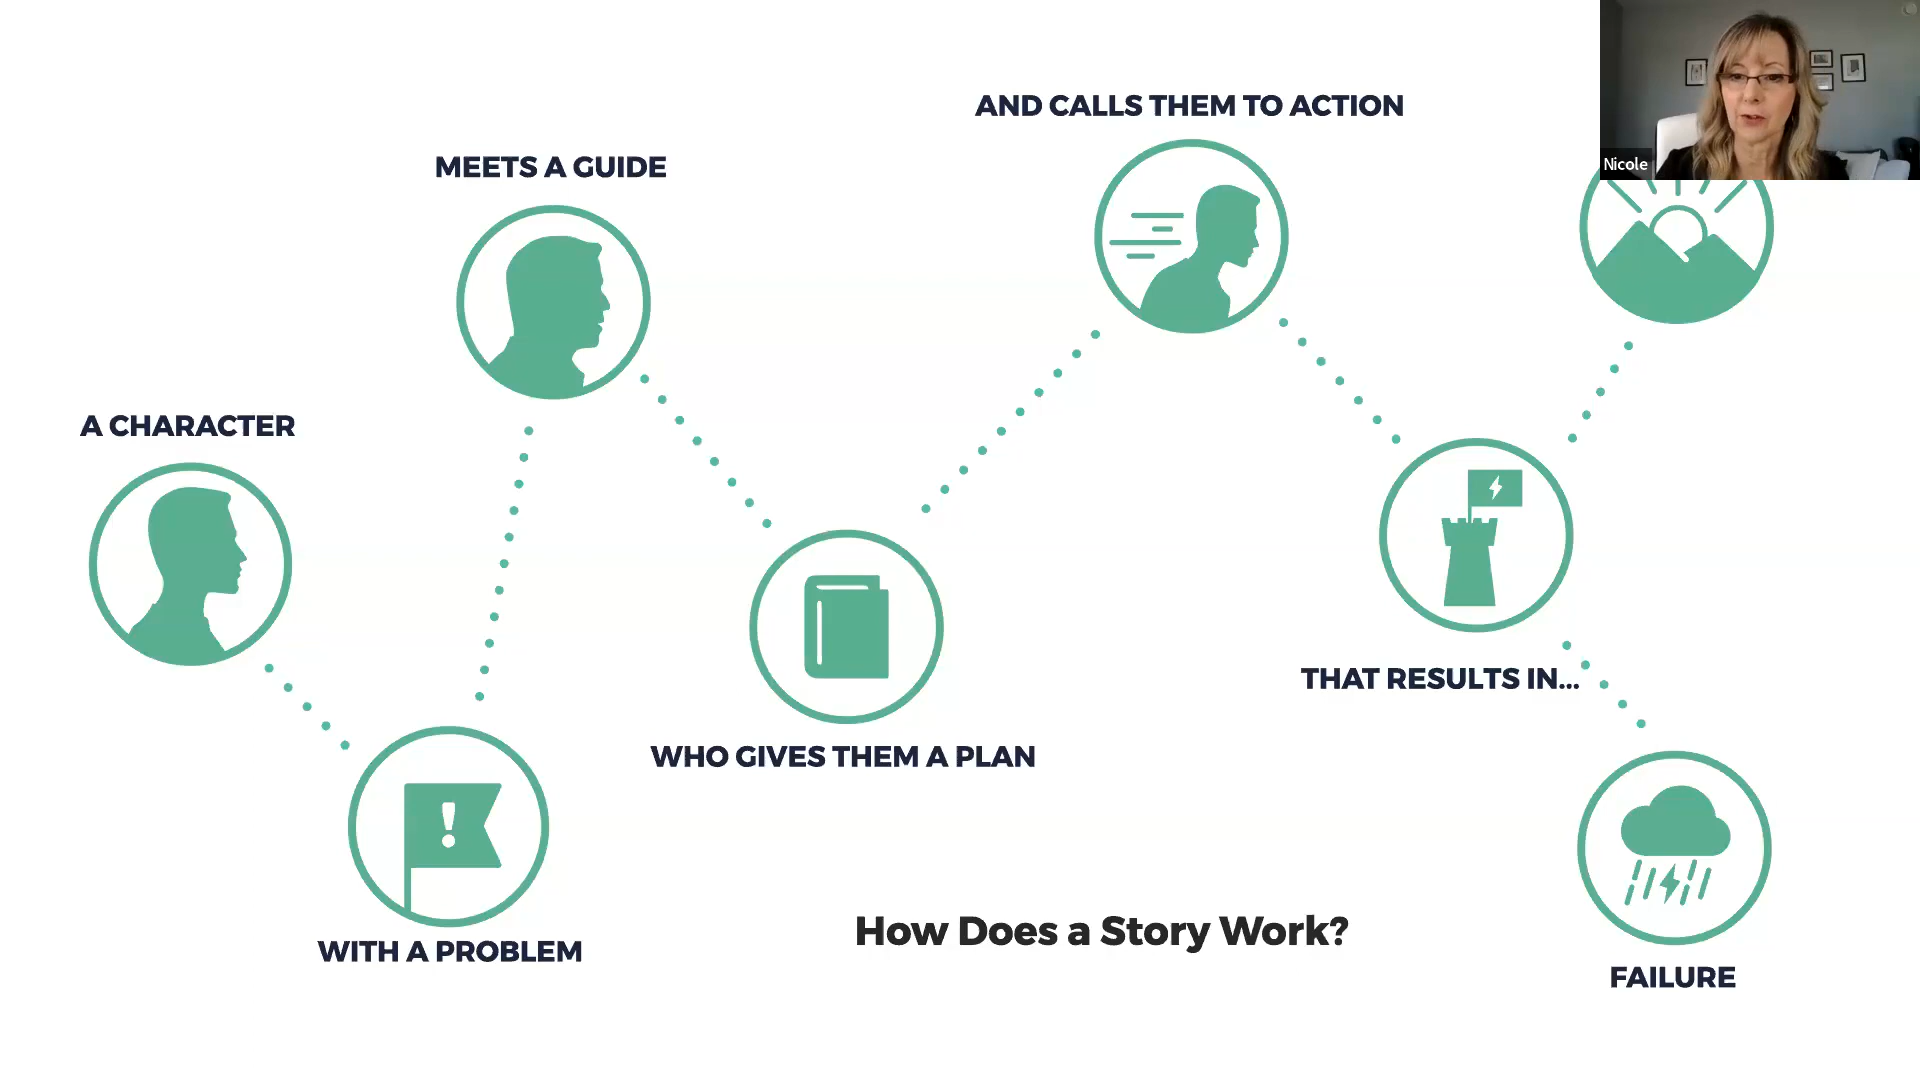 A CHARACTER
WITH A PROBLEM
MEETS A GUIDE
WHO GIVES THEM A PLAN
AND CALLS THEM TO ACTION
THAT RESULTS IN...
FAILURE
How Does a Story Work?
Nicole